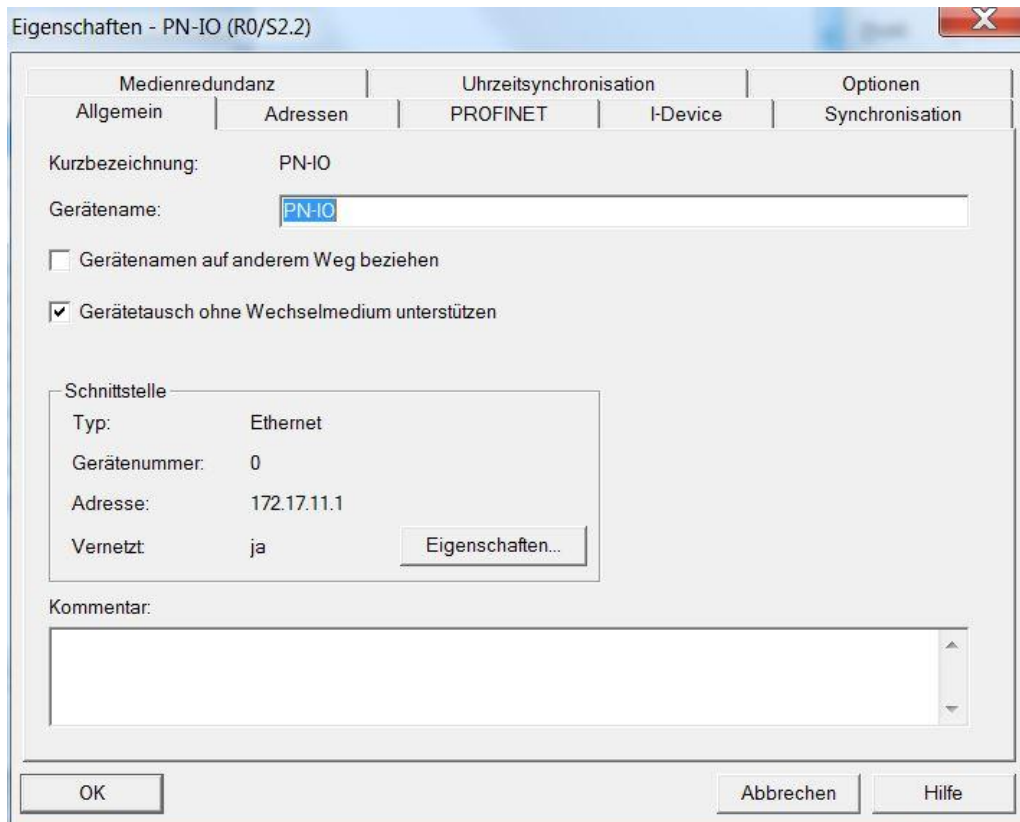 Eigenschaften - PN-IO (R0/S2.2)
Medienredundanz Uhrzeitsynchronisation Optionen
Allgemein Adressen PROFINET I-Device Synchronisation
Kurzbezeichnung: PN-IO
Gerätename: PN-IO
Gerätenamen auf anderem Weg beziehen
Gerätetausch ohne Wechselmedium unterstützen
Schnittstelle
Typ: Ethernet
Gerätenummer: 0
Adresse: 172.17.11.1
Vernetzt: ja Eigenschaften...
Kommentar:
OK Abbrechen Hilfe